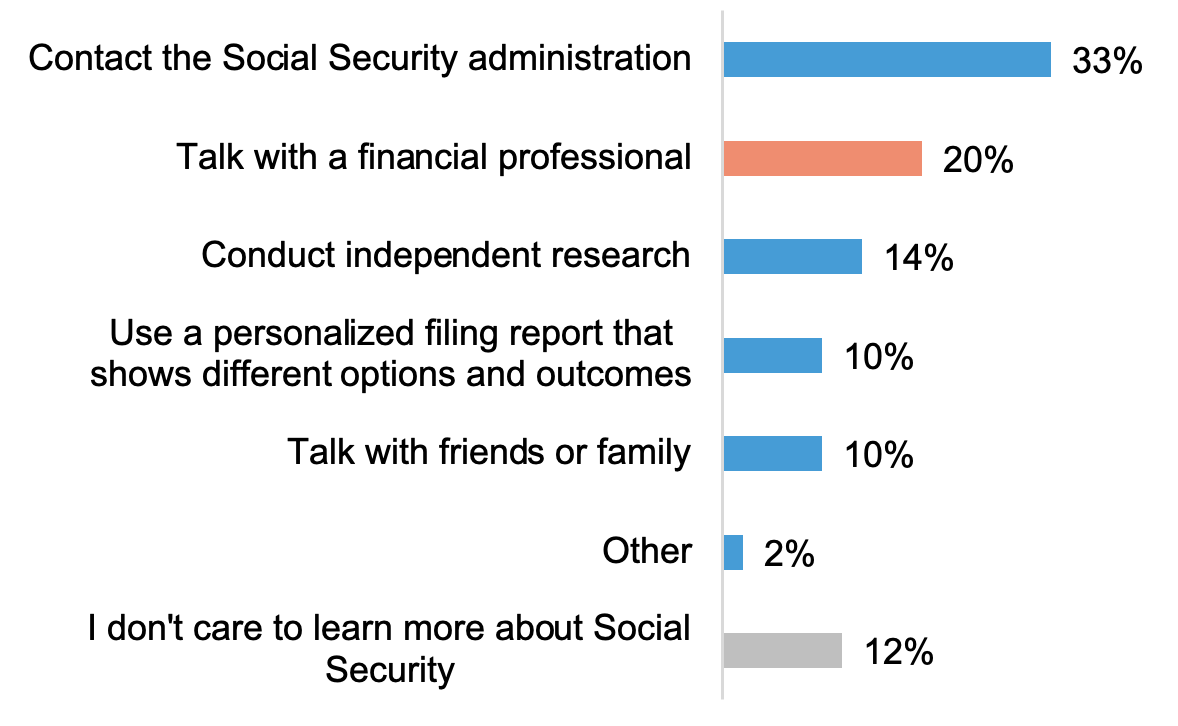 Contact the Social Security administration 33%
Talk with a financial professional 20%
Conduct independent research 14%
Use a personalized filing report that
shows different options and outcomes 10%
Talk with friends or family 10%
Other 2%
I don't care to learn more about Social
Security 12%